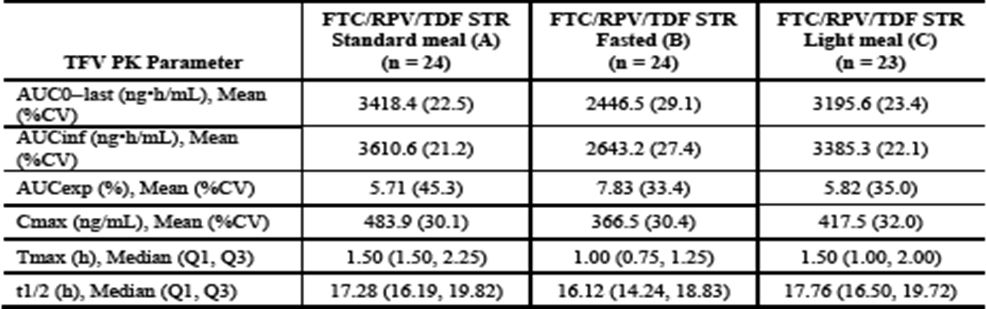 TFV PK Parameter FTC/RPV/TDF STR Standard meal (A) (n = 24) FTC/RPV/TDF STR Fasted (B) (n = 24) FTC/RPV/TDF STR Light meal (C) (n = 23)
AUC0–last (ng•h/mL), Mean (%CV) 3418.4 (22.5) 2446.5 (29.1) 3195.6 (23.4)
AUCinf (ng•h/mL), Mean (%CV) 3610.6 (21.2) 2643.2 (27.4) 3385.3 (22.1)
AUCexp (%), Mean (%CV) 5.71 (45.3) 7.83 (33.4) 5.82 (35.0)
Cmax (ng/mL), Mean (%CV) 483.9 (30.1) 366.5 (30.4) 417.5 (32.0)
Tmax (h), Median (Q1, Q3) 1.50 (1.50, 2.25) 1.00 (0.75, 1.25) 1.50 (1.00, 2.00)
t1/2 (h), Median (Q1, Q3) 17.28 (16.19, 19.82) 16.12 (14.24, 18.83) 17.76 (16.50, 19.72)